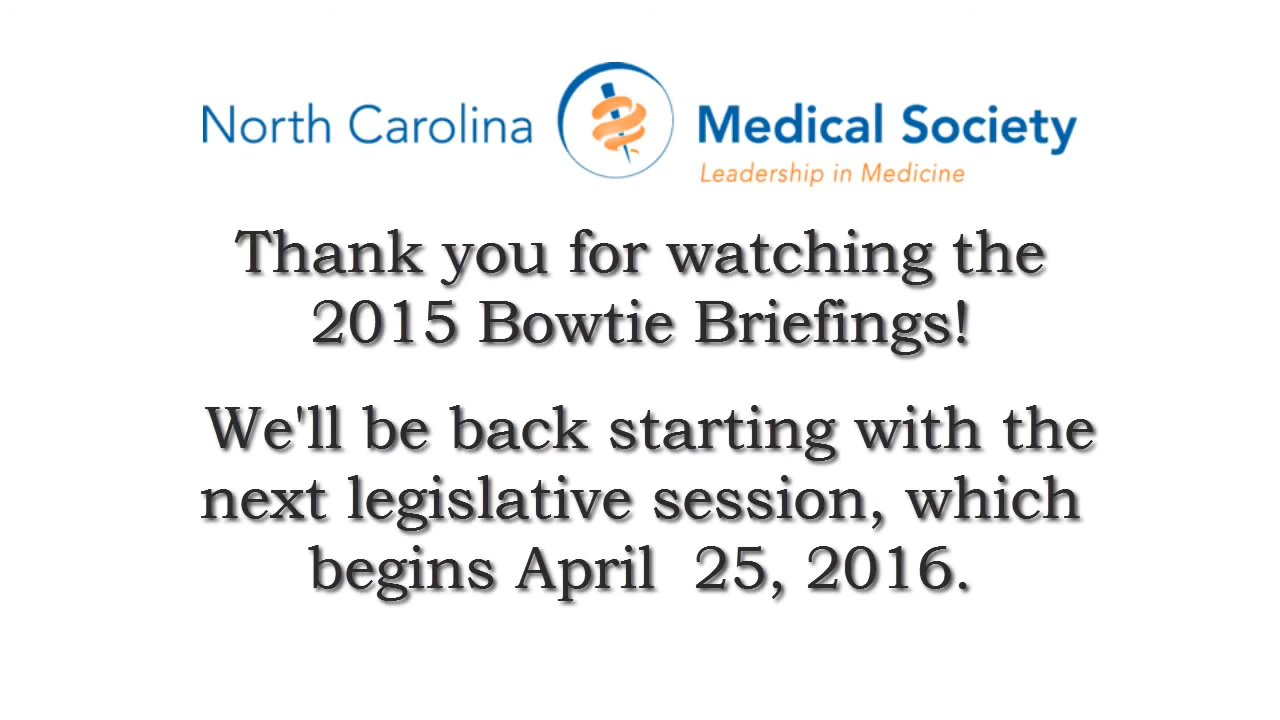 North Carolina Medical Society
Leadership in Medicine
Thank you for watching the
2015 Bowtie Briefings!
We'll be back starting with the
next legislative session, which
begins April  25, 2016.